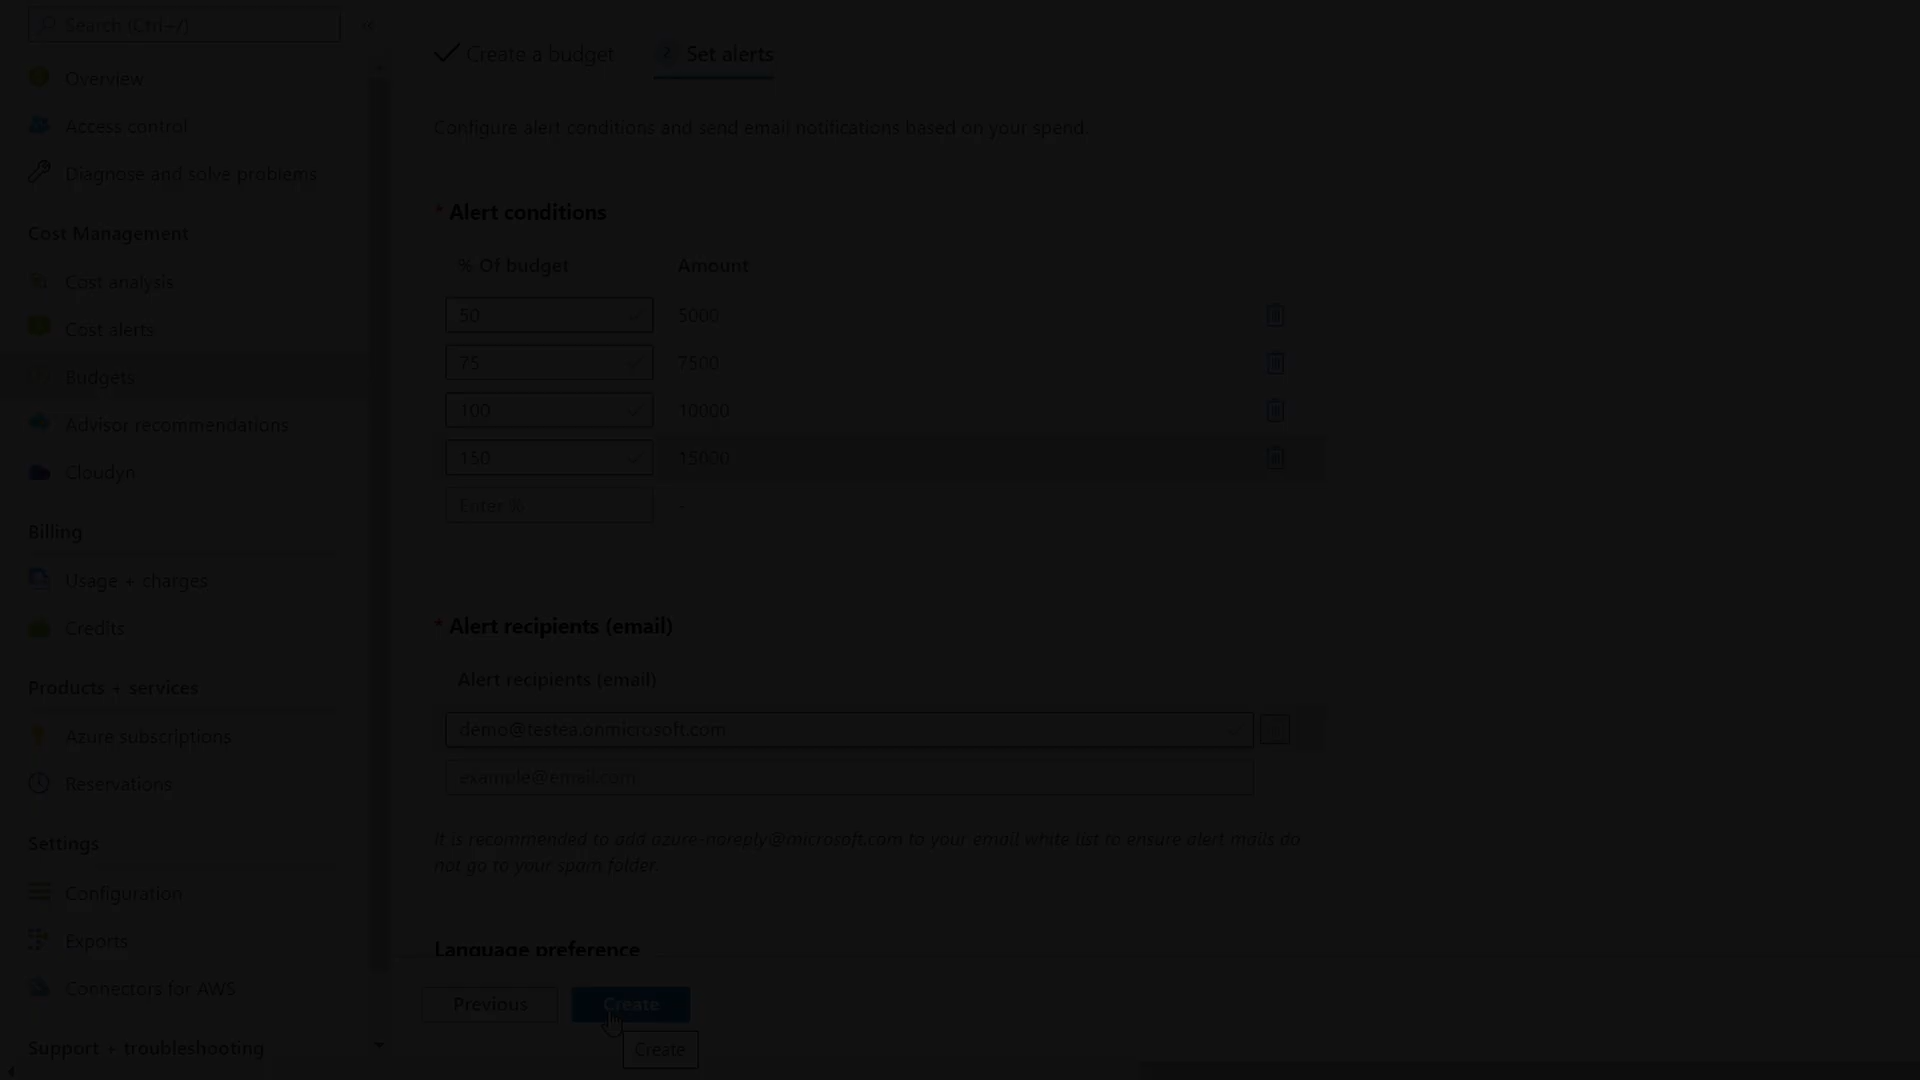 Search (Ctrl+/)
Overview
Access control
Diagnose and solve problems
Cost Management
Cost analysis
Cost alerts
Budgets
Advisor recommendations
Cloudyn
Billing
Usage + charges
Credits
Products + services
Azure subscriptions
Reservations
Settings
Configuration
Exports
Connectors for AWS
Support + troubleshooting
Create a budget
2 Set alerts
Configure alert conditions and send email notifications based on your spend.
* Alert conditions
% Of budget Amount
50 5000
75 7500
100 10000
150 15000
Enter % -
* Alert recipients (email)
Alert recipients (email)
demo@testea.onmicrosoft.com
example@email.com
It is recommended to add azure-noreply@microsoft.com to your email white list to ensure alert mails do
not go to your spam folder.
Language preference
Previous Create
Create